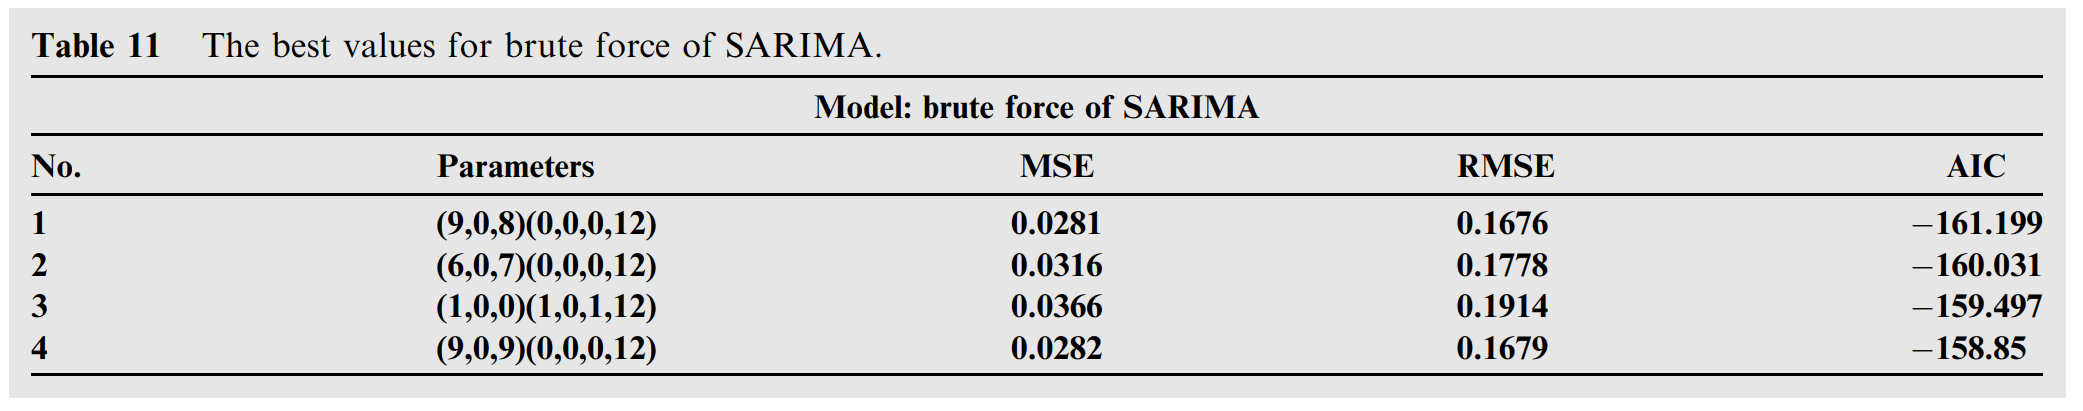 Table 11 The best values for brute force of SARIMA.
Model: brute force of SARIMA
No. Parameters MSE RMSE AIC
1 (9,0,8)(0,0,0,12) 0.0281 0.1676 −161.199
2 (6,0,7)(0,0,0,12) 0.0316 0.1778 −160.031
3 (1,0,0)(1,0,1,12) 0.0366 0.1914 −159.497
4 (9,0,9)(0,0,0,12) 0.0282 0.1679 −158.85